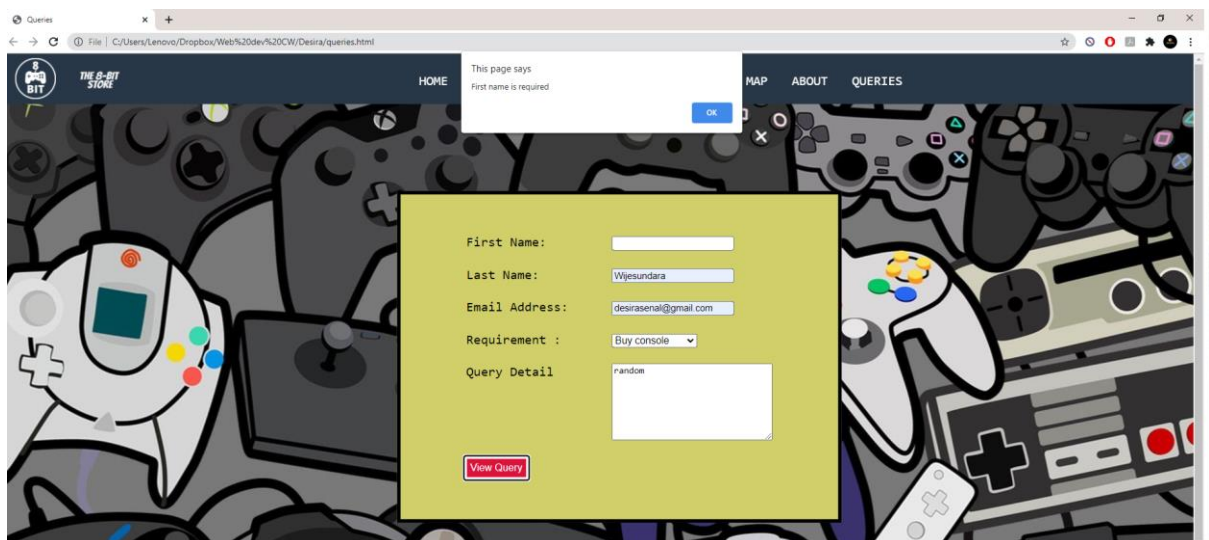 Queries
File | C:/Users/Lenovo/Dropbox/Web%20dev%20CW/Desira/queries.html
8
BIT
THE 8-BIT
STORE
HOME
MAP
ABOUT
QUERIES
This page says
First name is required
OK
First Name:
Last Name: Wijesundara
Email Address: desirasenal@gmail.com
Requirement : Buy console
Query Detail random
View Query